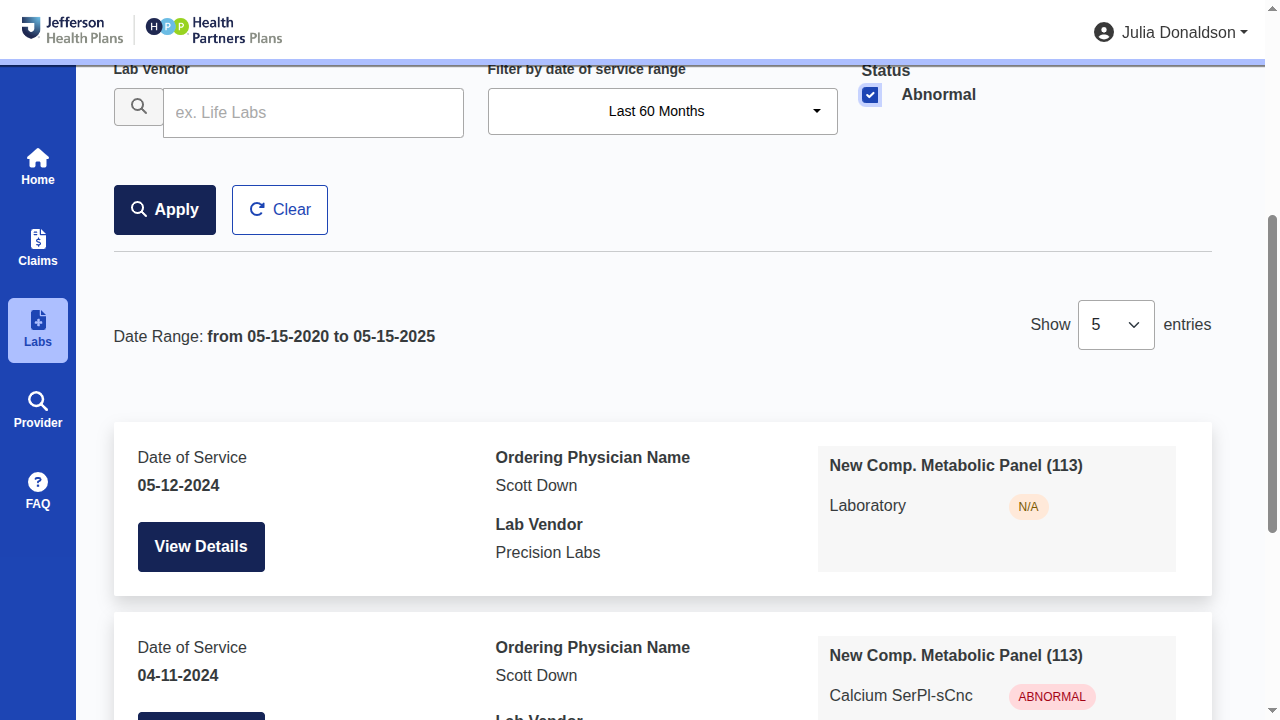 Jefferson
Health Plans
HPP
Health
Partners Plans
Julia Donaldson
Lab Vendor
Filter by date of service range
Status
ex. Life Labs
Last 60 Months
Abnormal
Home
Apply
Clear
Claims
Date Range: from 05-15-2020 to 05-15-2025
Show 5 entries
Labs
Provider
FAQ
Date of Service
05-12-2024
View Details
Ordering Physician Name
Scott Down
Lab Vendor
Precision Labs
New Comp. Metabolic Panel (113)
Laboratory N/A
Date of Service
04-11-2024
Ordering Physician Name
Scott Down
Lab Vendor
New Comp. Metabolic Panel (113)
Calcium SerPl-sCnc ABNORMAL